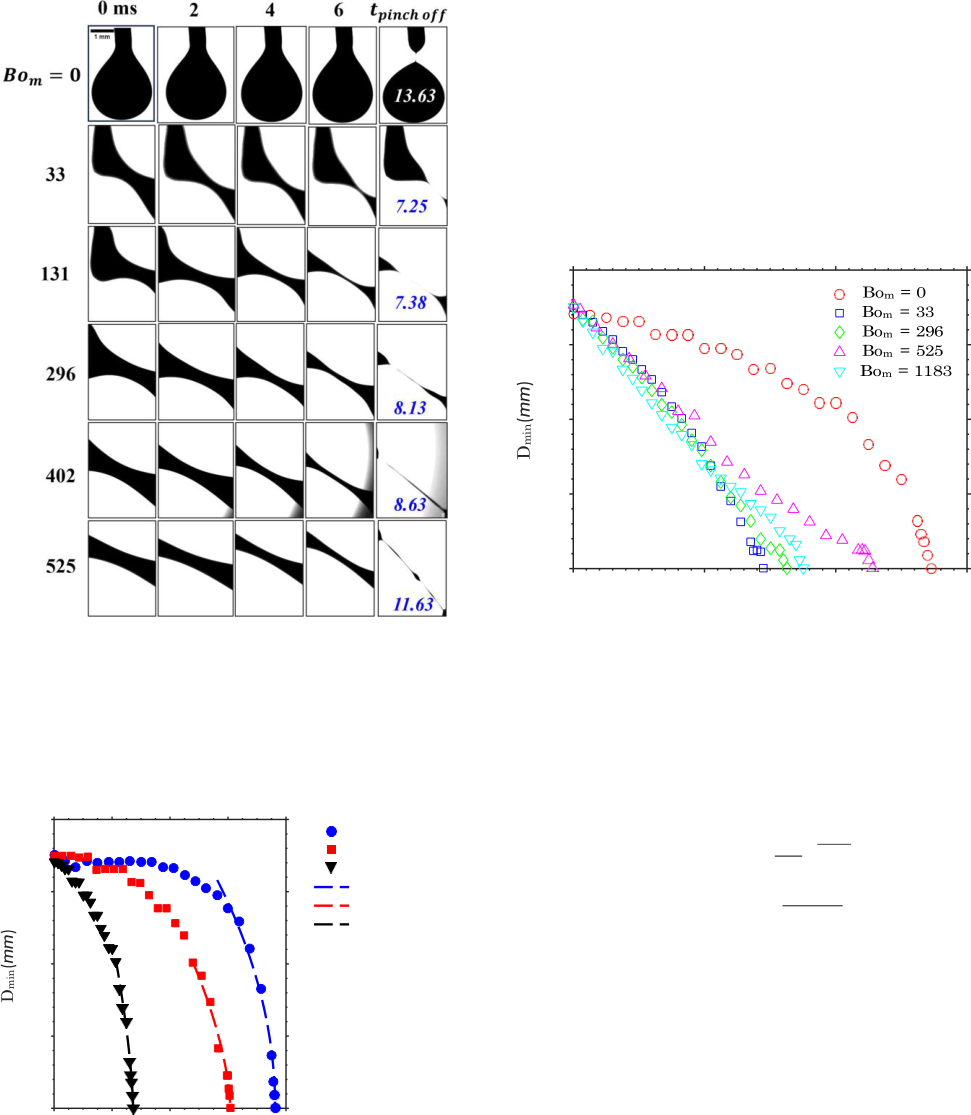 0 ms 2 4 6 t pinch off
1 mm
Bo_m = 0
13.63
33
7.25
131
7.38
296
8.13
402
8.63
525
11.63
Bo_m = 0
Bo_m = 33
Bo_m = 296
Bo_m = 525
Bo_m = 1183
D_min(mm)
D_min(mm)